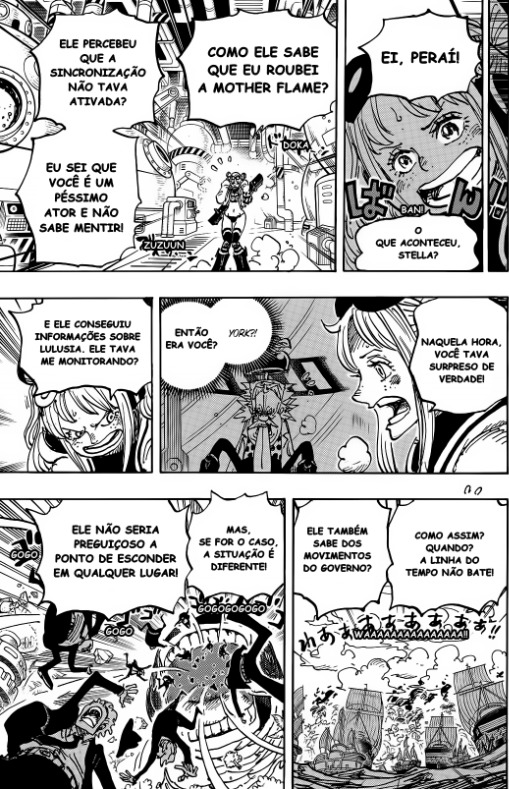 EI, PERAÍ!
ばん!!
BAN!
O
QUE ACONTECEU,
STELLA?
COMO ELE SABE
QUE EU ROUBEI
A MOTHER FLAME?
DOKA
ELE PERCEBEU
QUE A
SINCRONIZAÇÃO
NÃO TAVA
ATIVADA?
EU SEI QUE
VOCÊ É UM
PÉSSIMO
ATOR E NÃO
SABE MENTIR!
ZUZUUN
NAQUELA HORA,
VOCÊ TAVA
SURPRESO DE
VERDADE!
YORK?!
ENTÃO
ERA VOCÊ?
E ELE CONSEGUIU
INFORMAÇÕES SOBRE
LULUSIA. ELE TAVA
ME MONITORANDO?
COMO ASSIM?
QUANDO?
A LINHA DO
TEMPO NÃO BATE!
ELE TAMBÉM
SABE DOS
MOVIMENTOS
DO GOVERNO?
WAAAAAAAAAAAAAA!!
MAS,
SE FOR O CASO,
A SITUAÇÃO É
DIFERENTE!
GOGOGOGOGO
ELE NÃO SERIA
PREGUIÇOSO A
PONTO DE ESCONDER
EM QUALQUER LUGAR!
GOGO
GOGO